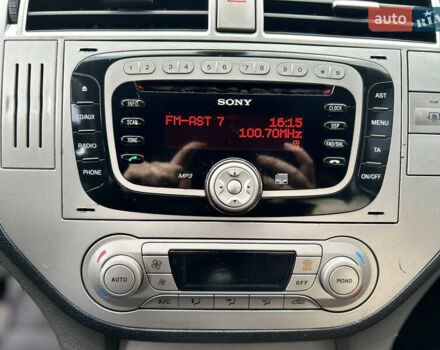 auto RIA
1 2 3 4 5 6 7 8 9 0 * #
SONY
INFO
CLOCK
AST
CD/AUX
SCAN
FM-AST 7 16:15
DSP
MENU
100.70MHz
RADIO
TONE
FAD/BAL
TA
PHONE
MP3
ON/OFF
AUTO
MONO
A/C
OFF